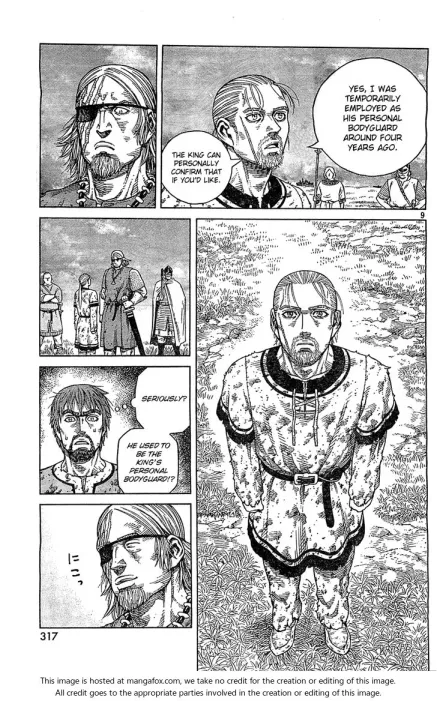 YES, I WAS
TEMPORARILY
EMPLOYED AS
HIS PERSONAL
BODYGUARD
AROUND FOUR
YEARS AGO.
THE KING CAN
PERSONALLY
CONFIRM THAT
IF YOU'D LIKE.
9
SERIOUSLY?
HE USED TO
BE THE
KING'S
PERSONAL
BODYGUARD!?
ニニッ
317
This image is hosted at mangafox.com, we take no credit for the creation or editing of this image.
All credit goes to the appropriate parties involved in the creation or editing of this image.